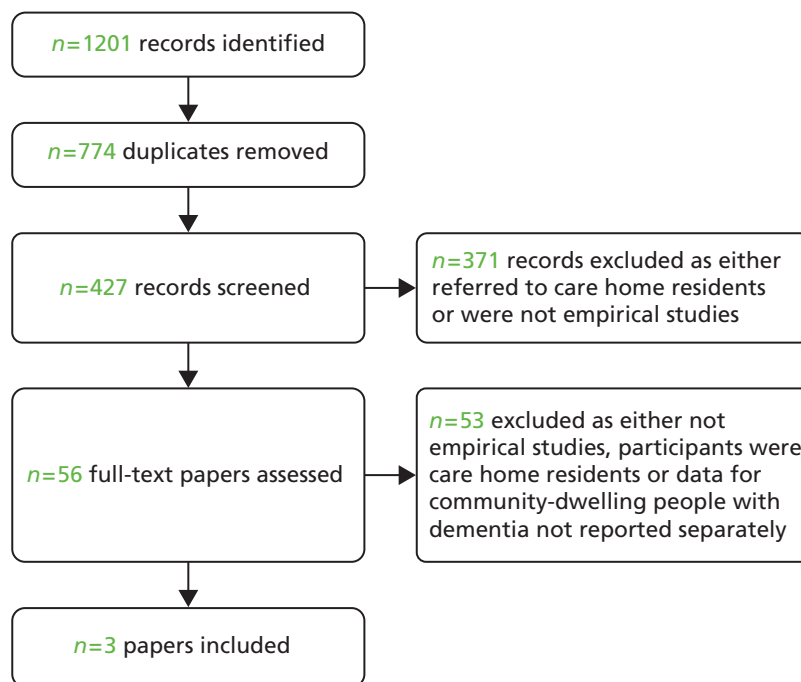 n=1201 records identified
n=774 duplicates removed
n=427 records screened
n=371 records excluded as either
referred to care home residents
or were not empirical studies
n=56 full-text papers assessed
n=53 excluded as either not
empirical studies, participants were
care home residents or data for
community-dwelling people with
dementia not reported separately
n=3 papers included